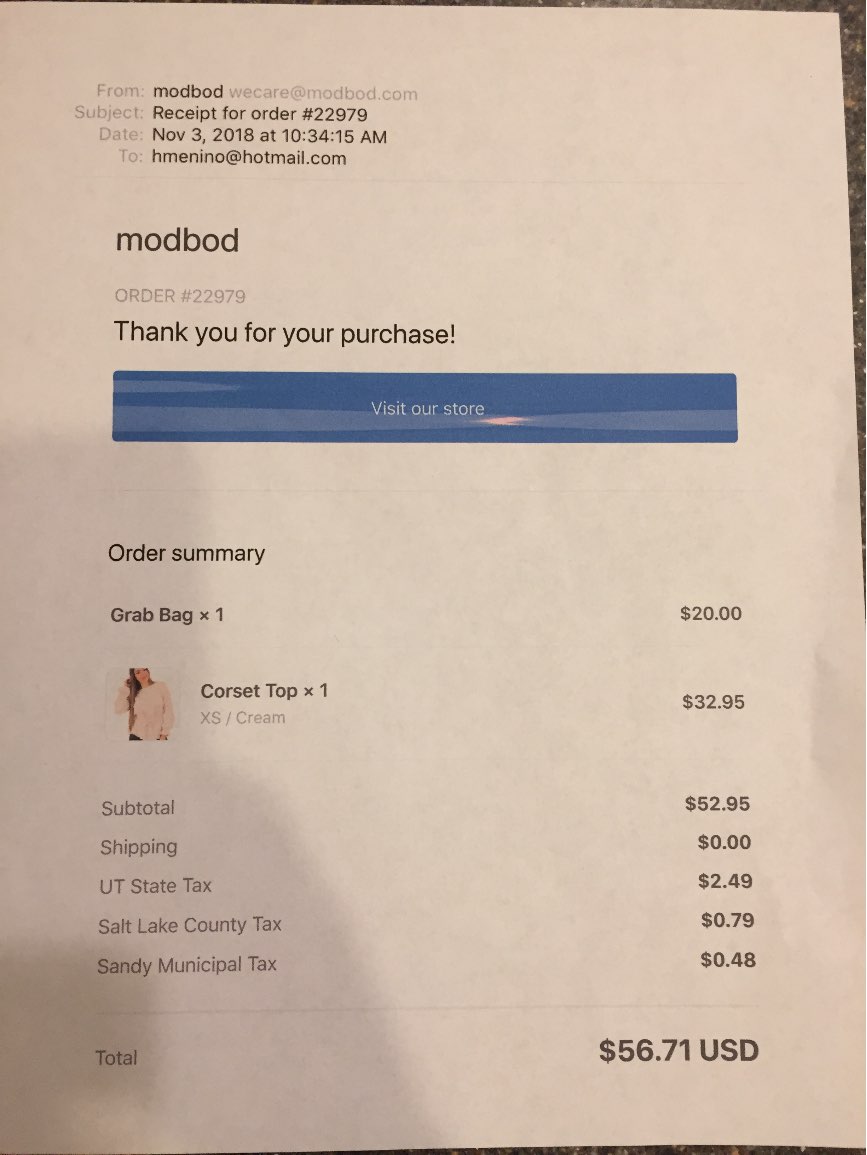 From: modbod wecare@modbod.com
Subject: Receipt for order #22979
Date: Nov 3, 2018 at 10:34:15 AM
To: hmenino@hotmail.com
modbod
ORDER #22979
Thank you for your purchase!
Visit our store
Order summary
Grab Bag × 1 $20.00
Corset Top × 1
XS / Cream
$32.95
Subtotal $52.95
Shipping $0.00
UT State Tax $2.49
Salt Lake County Tax $0.79
Sandy Municipal Tax $0.48
Total $56.71 USD